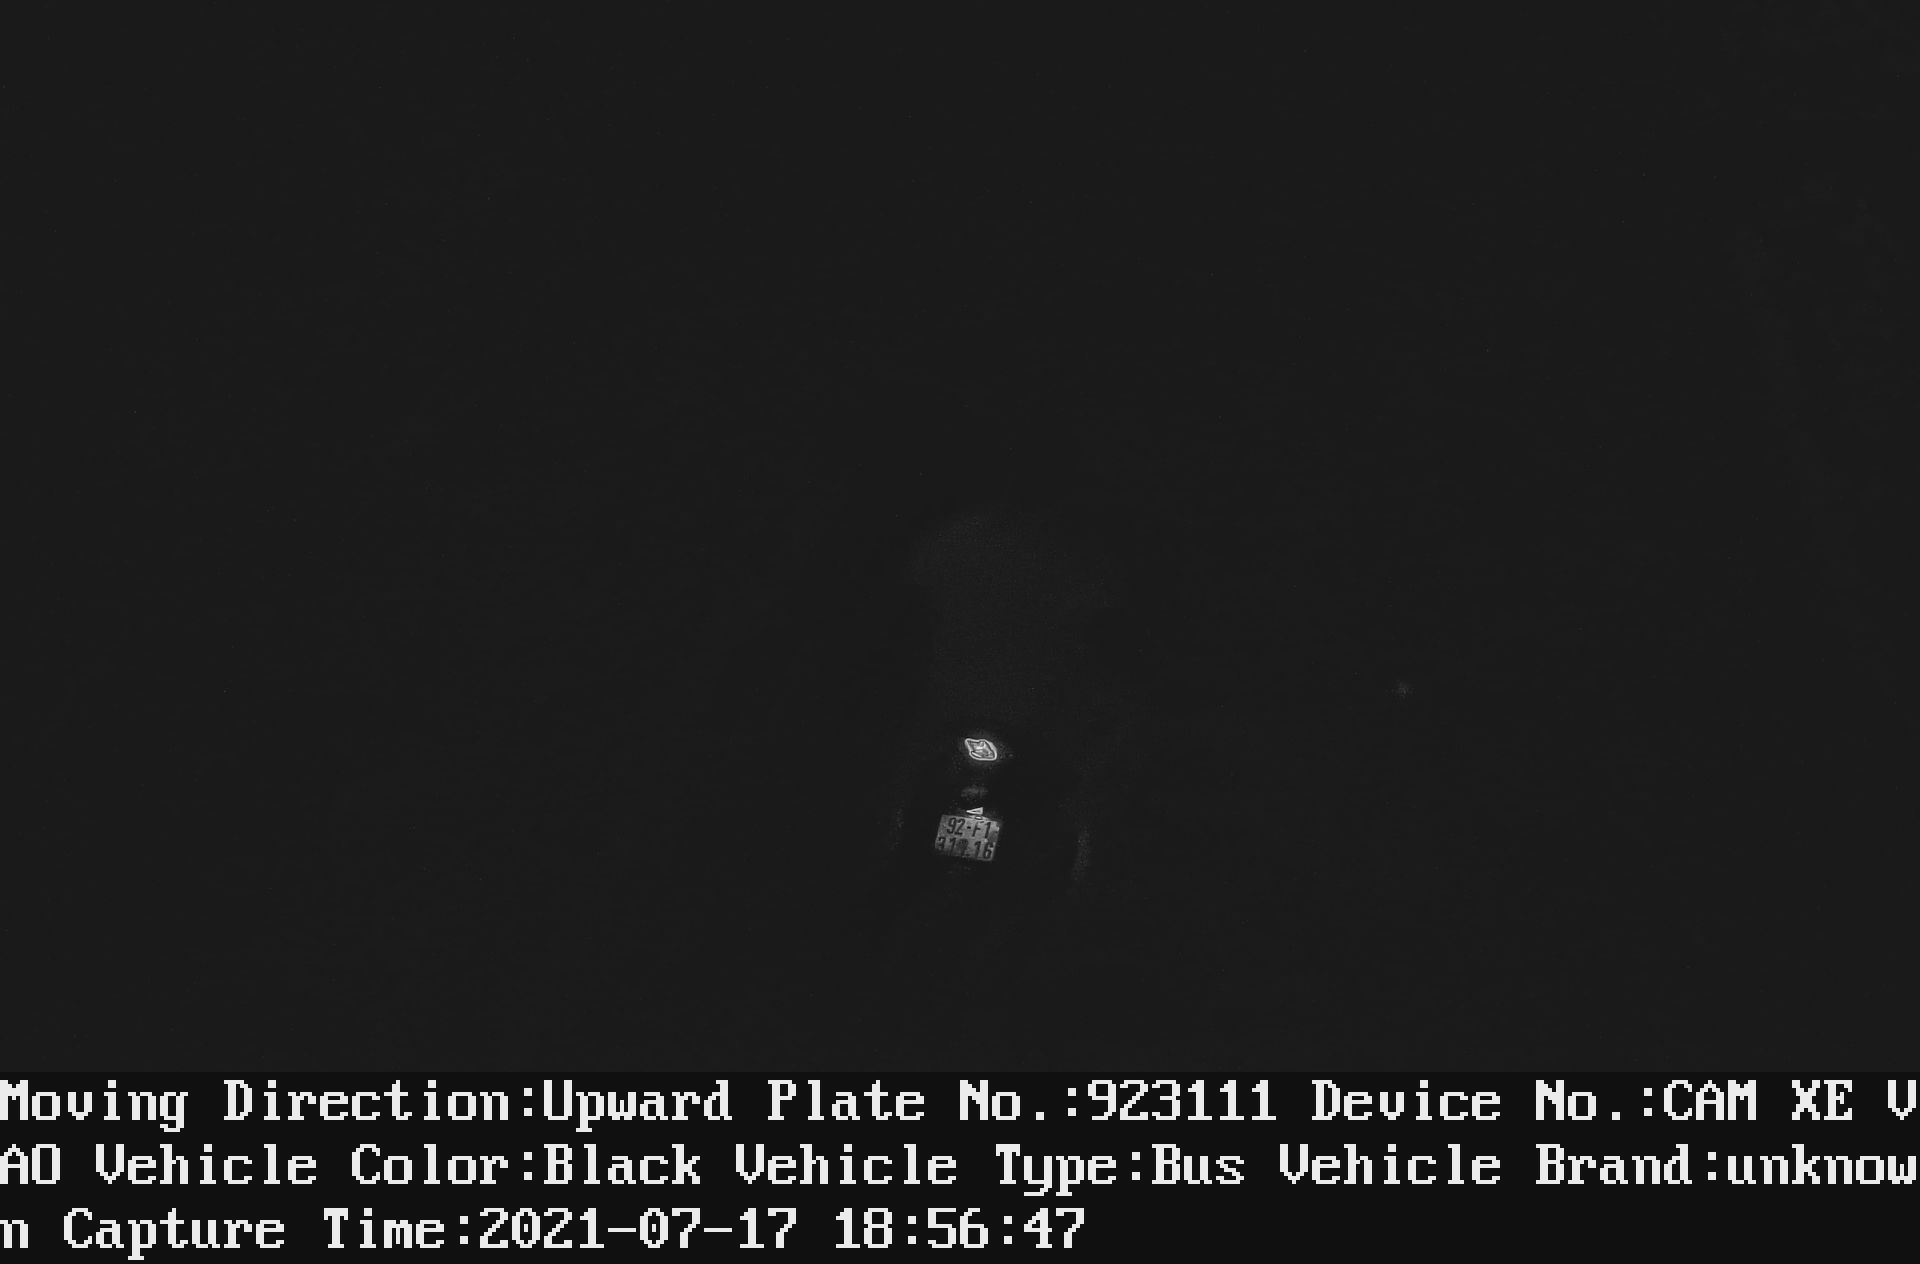 92-F1
Moving Direction:Upward Plate No.:923111 Device No.:CAM XE V
AO Vehicle Color:Black Vehicle Type:Bus Vehicle Brand:unknow
n Capture Time:2021-07-17 18:56:47